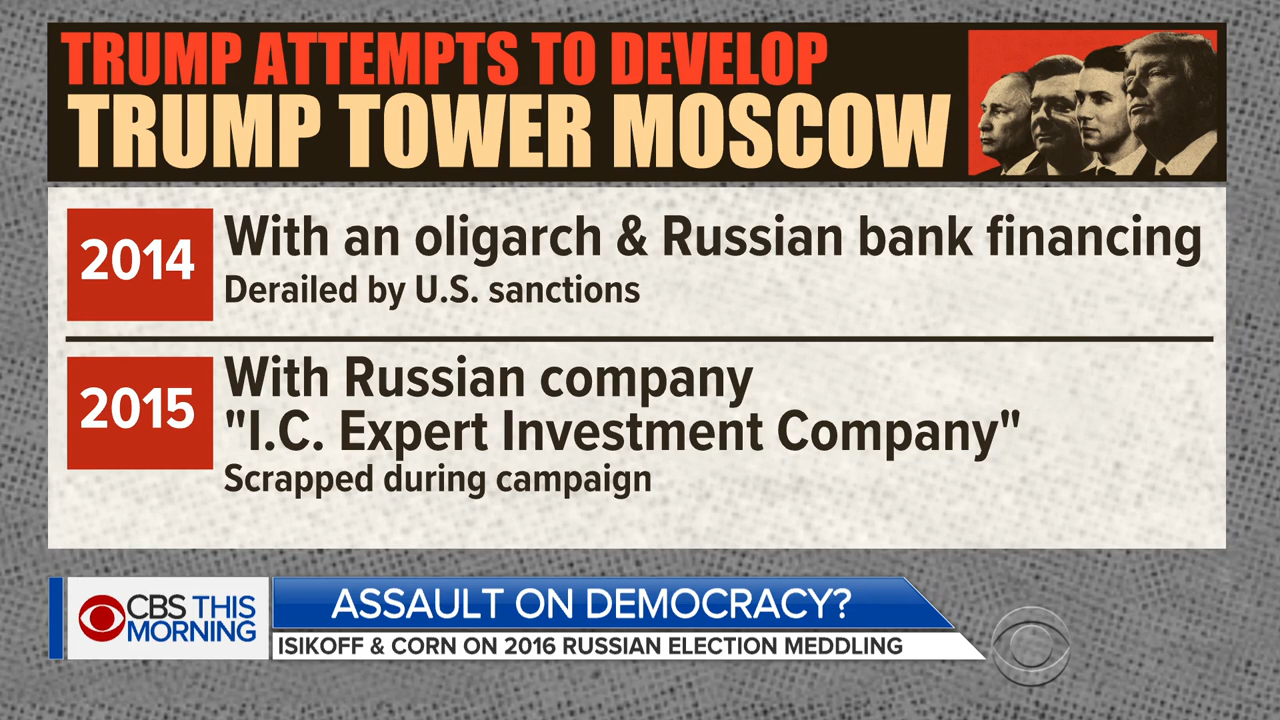 TRUMP ATTEMPTS TO DEVELOP
TRUMP TOWER MOSCOW
2014
With an oligarch & Russian bank financing
Derailed by U.S. sanctions
2015
With Russian company
"I.C. Expert Investment Company"
Scrapped during campaign
CBS THIS
MORNING
ASSAULT ON DEMOCRACY?
ISIKOFF & CORN ON 2016 RUSSIAN ELECTION MEDDLING